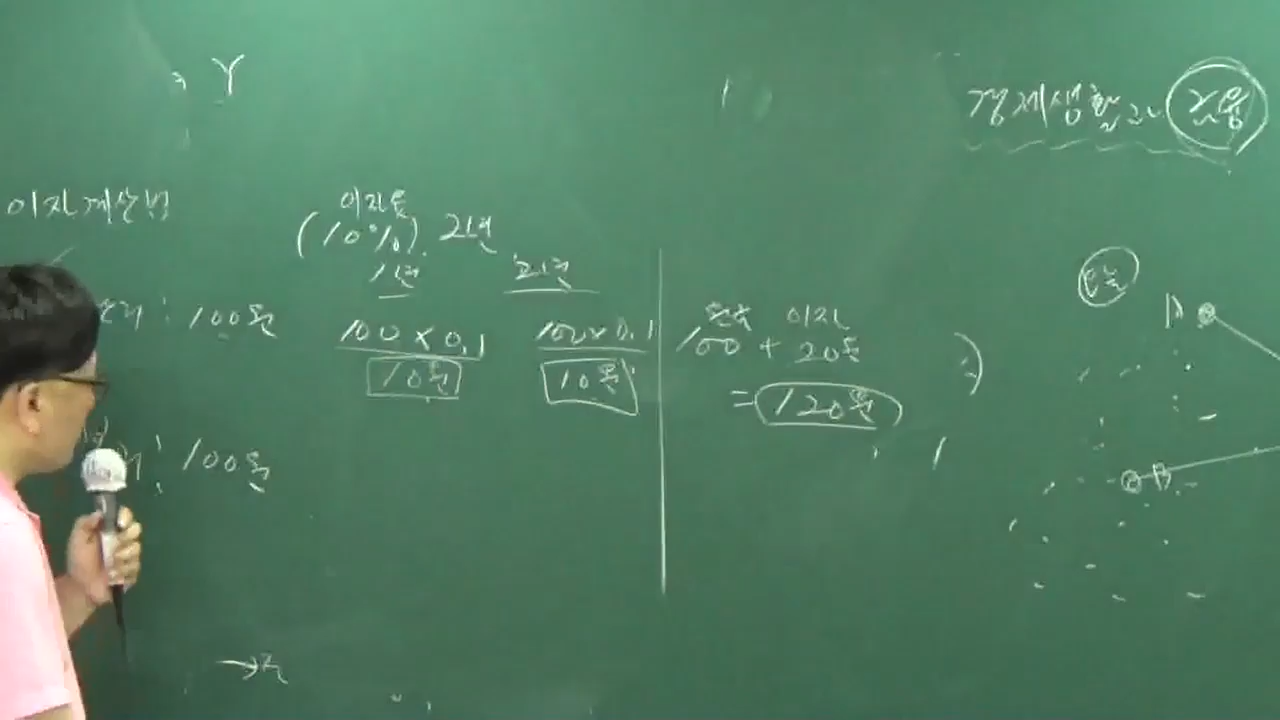 Y
경제생활과 금융
이자계산법
이자율
(10%). 2년
1년
2년
: 100원
100 × 0.1
10원
100 × 0.1
10원
원금 이자
100 + 20원
= 120원
: 100원
A
B